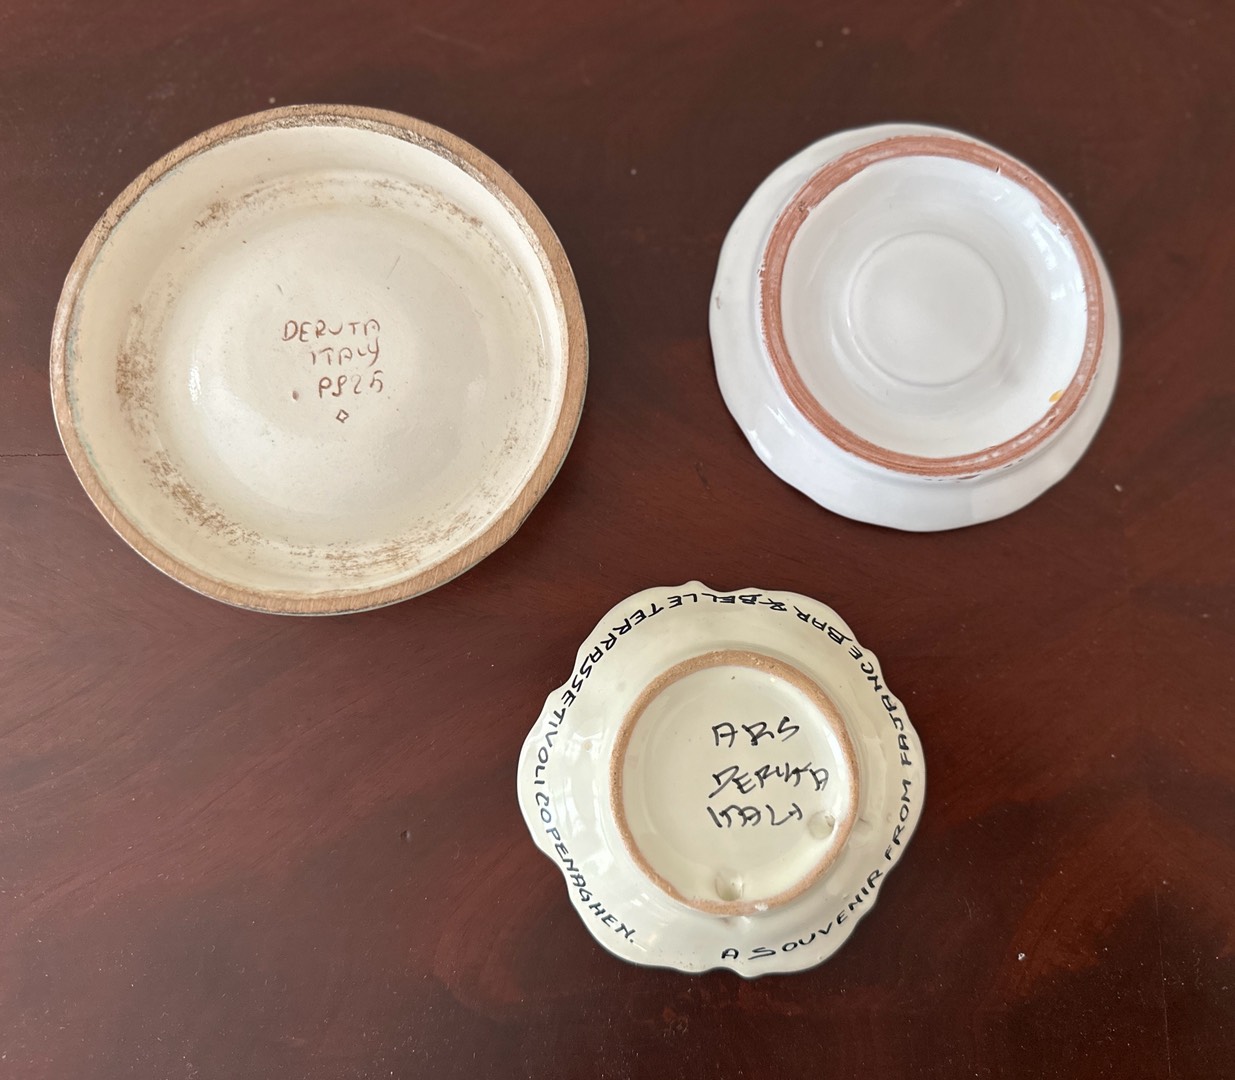 DERUTA
ITALY
. P825
ARS
DERUTA
ITALY
A SOUVENIR FROM FAJANCE BAR & BELLE TERRASSE TIVOLI COPENAGHEN.